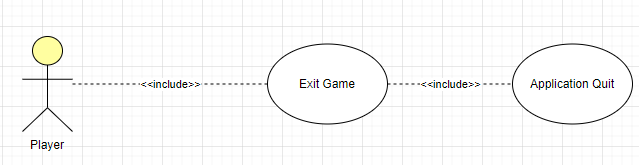 <<include>>
Exit Game
<<include>>
Application Quit
Player